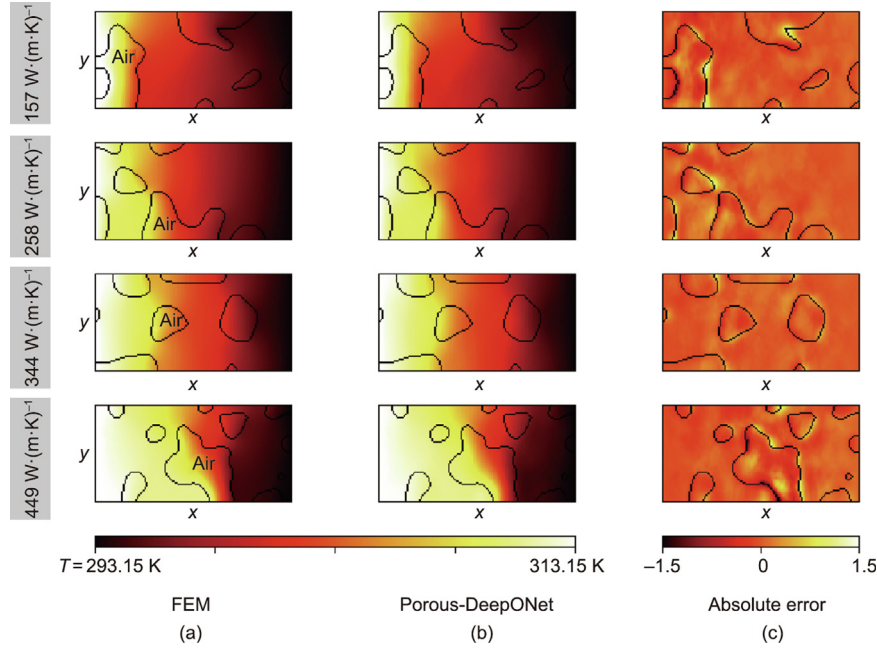 157 W·(m·K)⁻¹
y
Air
x
x
x
258 W·(m·K)⁻¹
Air
x
x
x
344 W·(m·K)⁻¹
y
Air
x
x
x
449 W·(m·K)⁻¹
y
Air
x
x
x
T = 293.15 K
313.15 K
–1.5
0
1.5
FEM
Porous-DeepONet
Absolute error
(a)
(b)
(c)